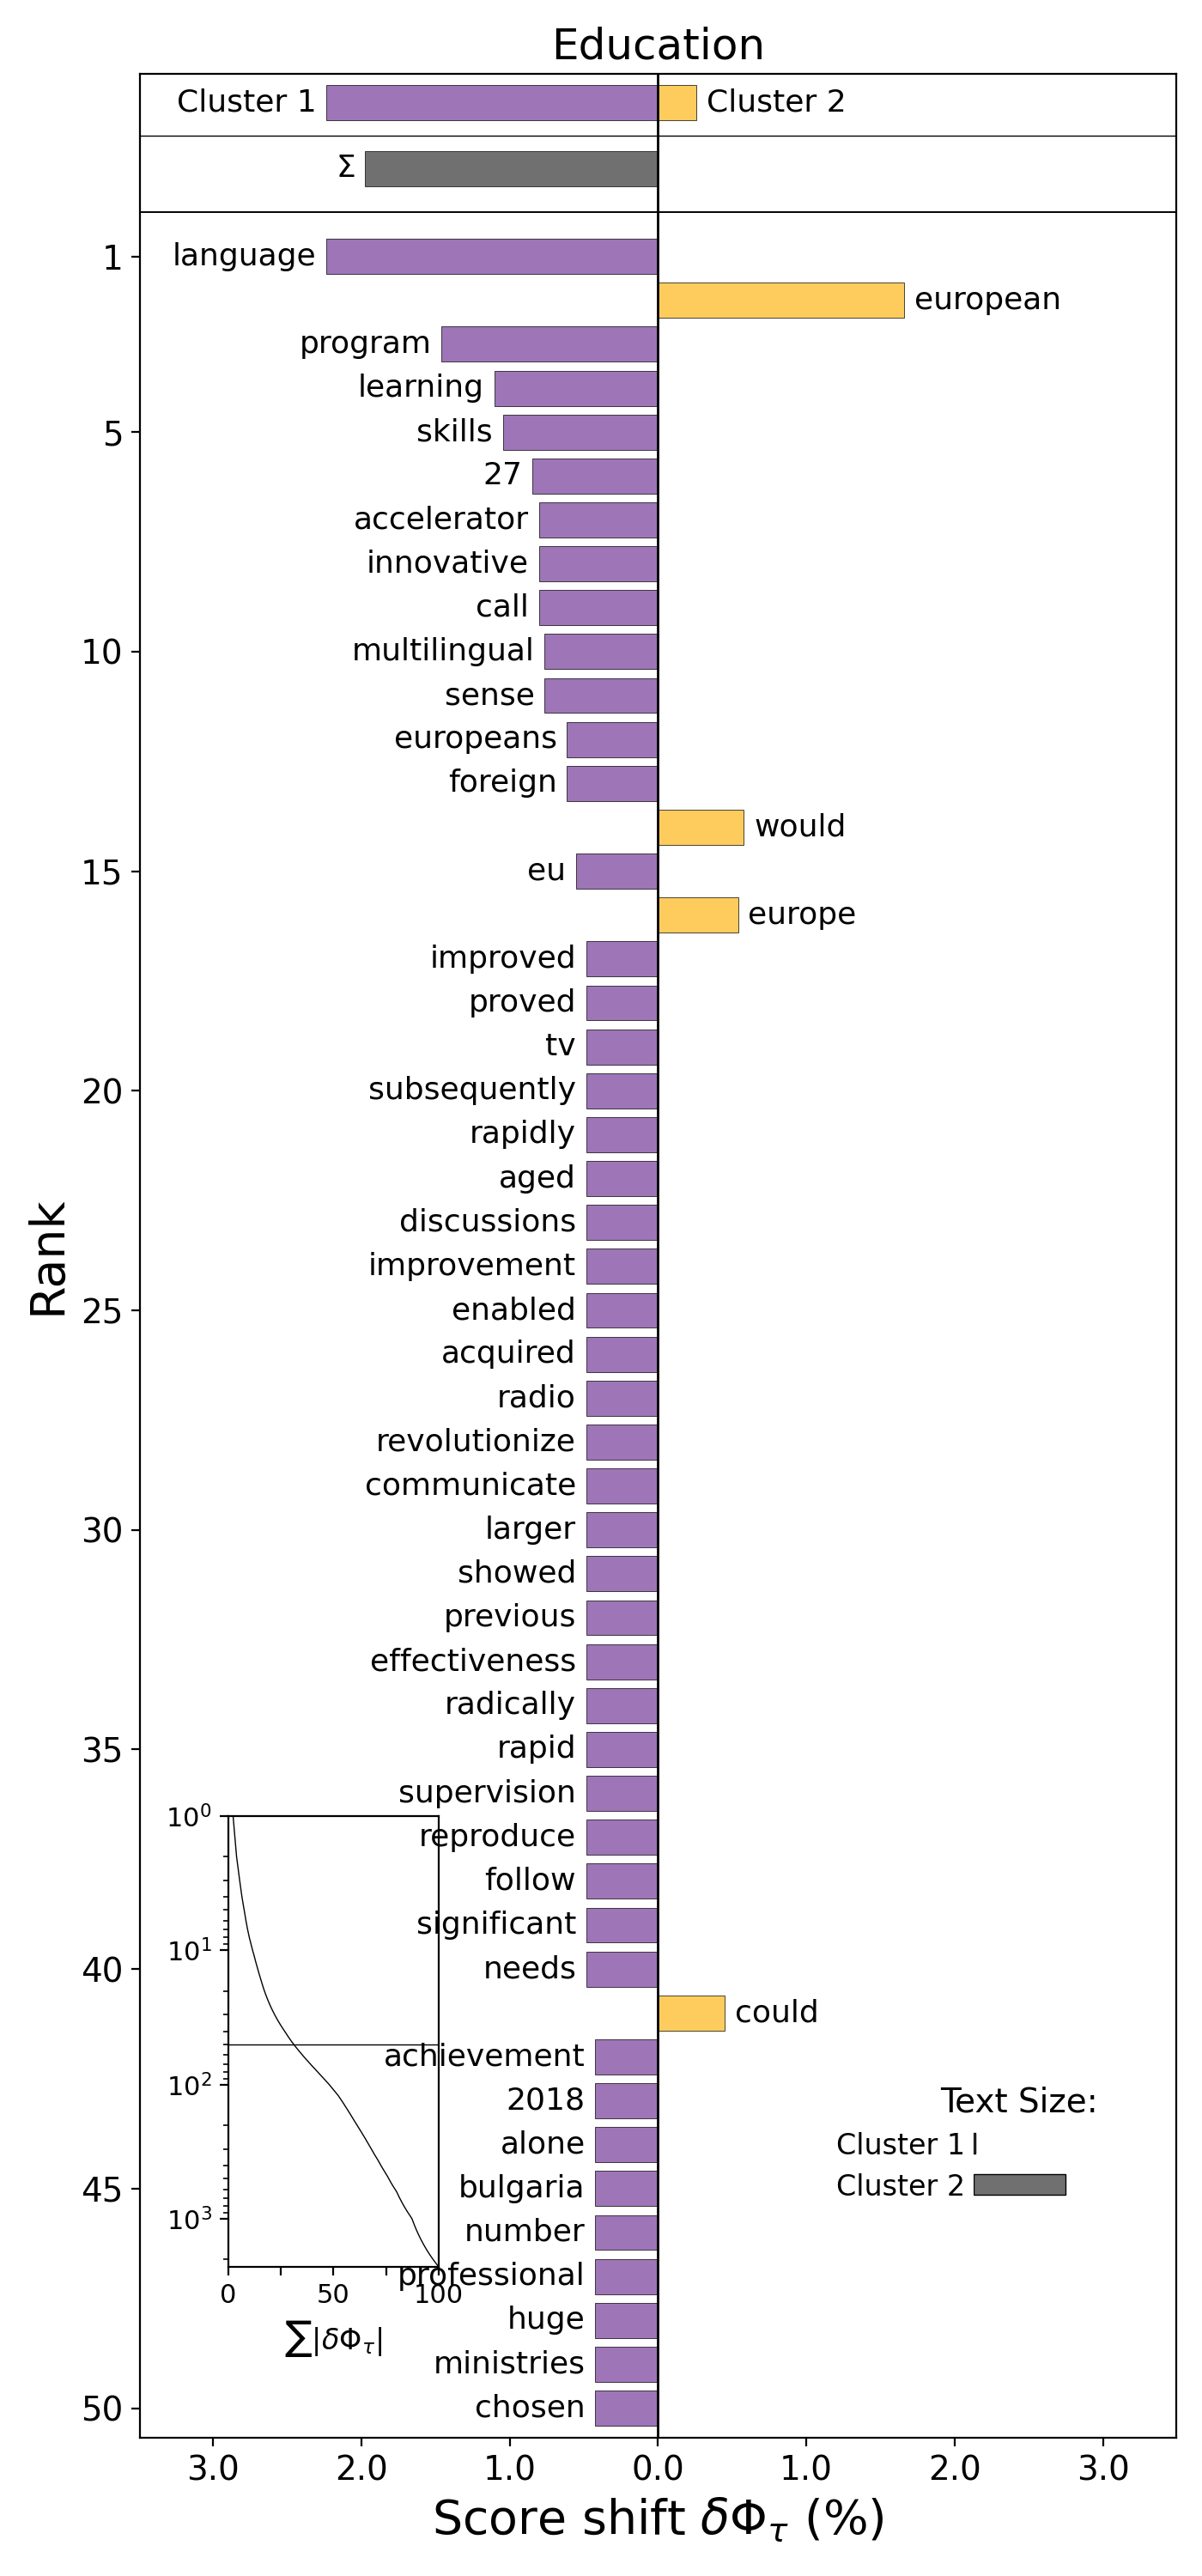 Education
Cluster 1
Cluster 2
Σ
1
language
european
program
learning
5
skills
27
accelerator
innovative
call
10
multilingual
sense
europeans
foreign
would
15
eu
europe
improved
proved
tv
20
subsequently
rapidly
aged
discussions
improvement
25
enabled
acquired
radio
revolutionize
communicate
30
larger
showed
previous
effectiveness
radically
35
rapid
supervision
reproduce
follow
significant
40
needs
could
achievement
2018
alone
45
bulgaria
number
professional
huge
ministries
50
chosen
Rank
10⁰
10¹
10²
10³
0 50 100
∑|δΦ_τ|
Text Size:
Cluster 1
Cluster 2
3.0 2.0 1.0 0.0 1.0 2.0 3.0
Score shift δΦ_τ (%)